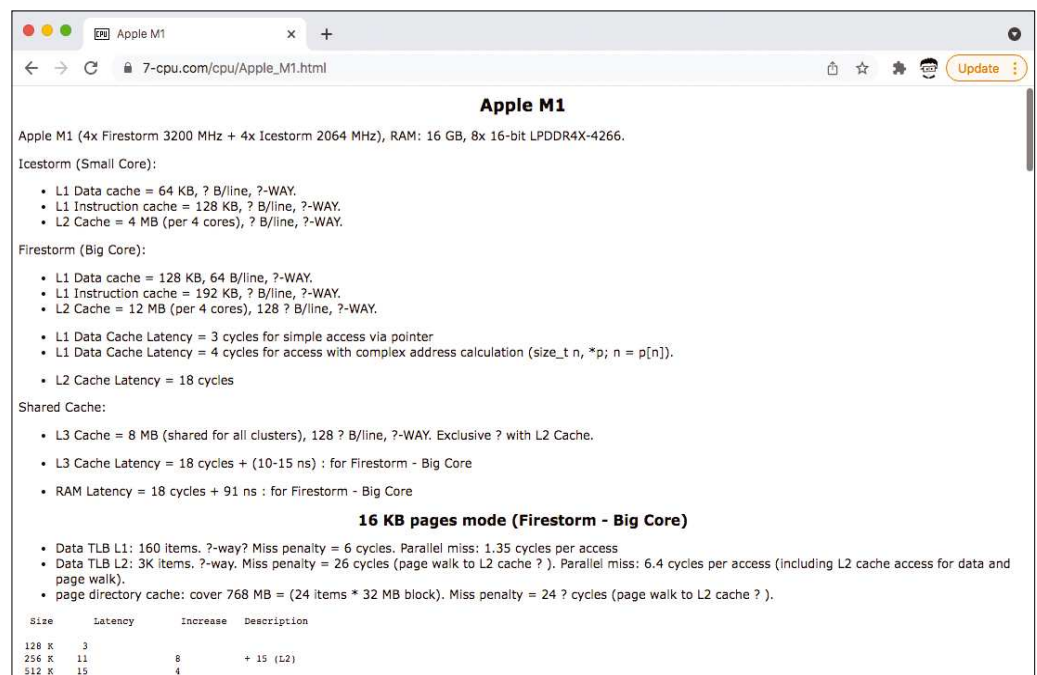 CPU Apple M1
7-cpu.com/cpu/Apple_M1.html Update
Apple M1
Apple M1 (4x Firestorm 3200 MHz + 4x Icestorm 2064 MHz), RAM: 16 GB, 8x 16-bit LPDDR4X-4266.
Icestorm (Small Core):
• L1 Data cache = 64 KB, ? B/line, ?-WAY.
• L1 Instruction cache = 128 KB, ? B/line, ?-WAY.
• L2 Cache = 4 MB (per 4 cores), ? B/line, ?-WAY.
Firestorm (Big Core):
• L1 Data cache = 128 KB, 64 B/line, ?-WAY.
• L1 Instruction cache = 192 KB, ? B/line, ?-WAY.
• L2 Cache = 12 MB (per 4 cores), 128 ? B/line, ?-WAY.
• L1 Data Cache Latency = 3 cycles for simple access via pointer
• L1 Data Cache Latency = 4 cycles for access with complex address calculation (size_t n, *p; n = p[n]).
• L2 Cache Latency = 18 cycles
Shared Cache:
• L3 Cache = 8 MB (shared for all clusters), 128 ? B/line, ?-WAY. Exclusive ? with L2 Cache.
• L3 Cache Latency = 18 cycles + (10-15 ns) : for Firestorm - Big Core
• RAM Latency = 18 cycles + 91 ns : for Firestorm - Big Core
16 KB pages mode (Firestorm - Big Core)
• Data TLB L1: 160 items. ?-way? Miss penalty = 6 cycles. Parallel miss: 1.35 cycles per access
• Data TLB L2: 3K items. ?-way. Miss penalty = 26 cycles (page walk to L2 cache ? ). Parallel miss: 6.4 cycles per access (including L2 cache access for data and
page walk).
• page directory cache: cover 768 MB = (24 items * 32 MB block). Miss penalty = 24 ? cycles (page walk to L2 cache ? ).
Size Latency Increase Description
128 K 3
256 K 11 8 + 15 (L2)
512 K 15 4